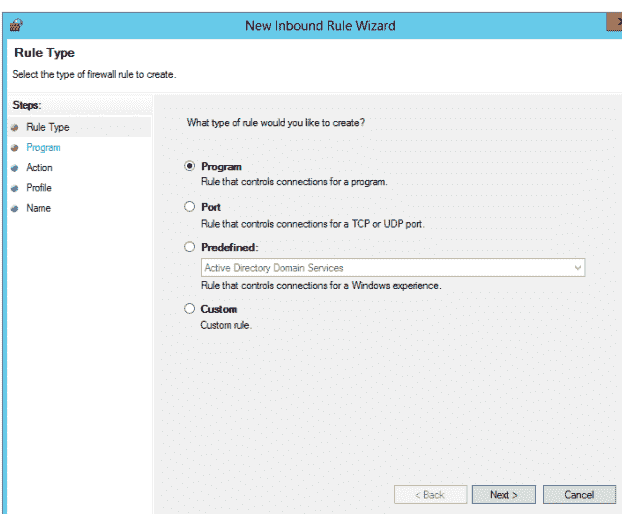 New Inbound Rule Wizard
Rule Type
Select the type of firewall rule to create.
Steps:
Rule Type
Program
Action
Profile
Name
What type of rule would you like to create?
Program
Rule that controls connections for a program.
Port
Rule that controls connections for a TCP or UDP port.
Predefined:
Active Directory Domain Services
Rule that controls connections for a Windows experience.
Custom
Custom rule.
< Back
Next >
Cancel